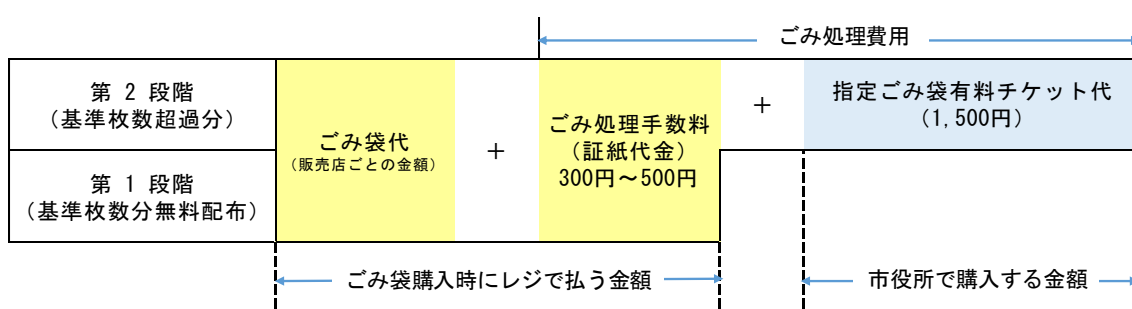 ごみ処理費用
第 2 段階
（基準枚数超過分）
第 1 段階
（基準枚数分無料配布）
ごみ袋代
（販売店ごとの金額）
＋
ごみ処理手数料
（証紙代金）
300円～500円
＋
指定ごみ袋有料チケット代
（1,500円）
ごみ袋購入時にレジで払う金額
市役所で購入する金額